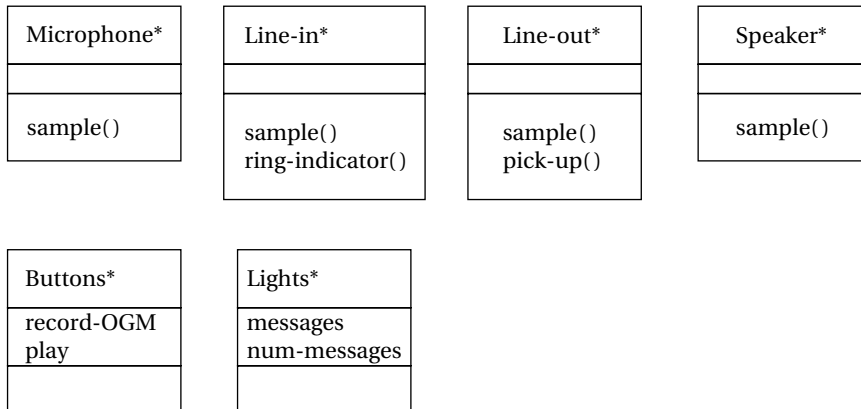 Microphone*
sample()
Line-in*
sample()
ring-indicator()
Line-out*
sample()
pick-up()
Speaker*
sample()
Buttons*
record-OGM
play
Lights*
messages
num-messages